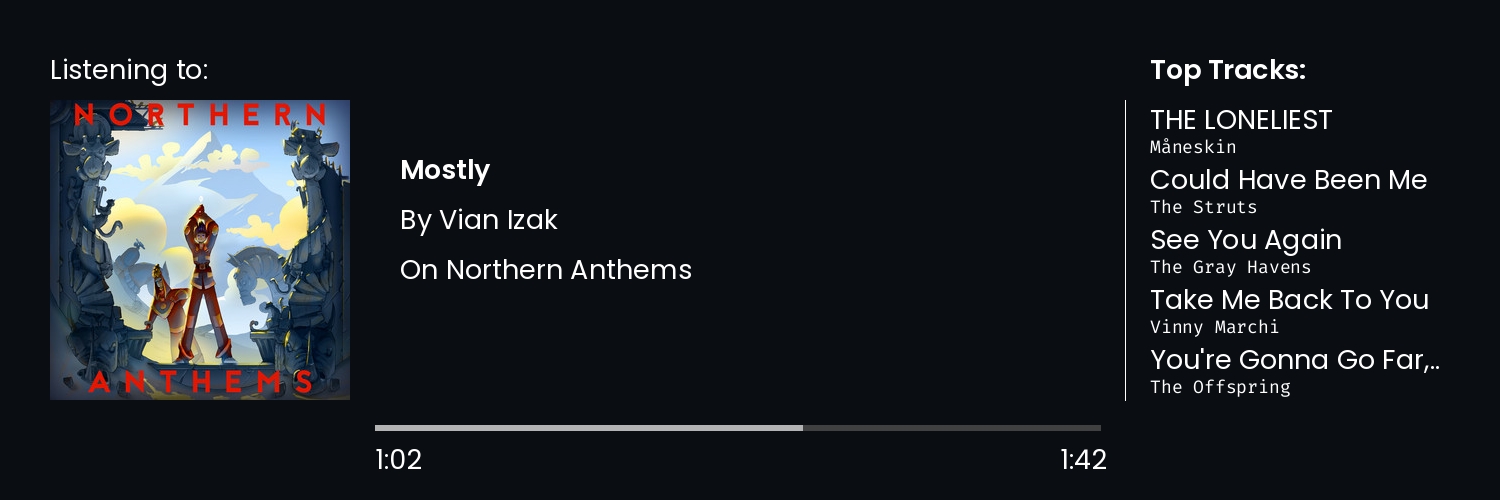 Listening to:
NORTHERN
ANTHEMS
Mostly
By Vian Izak
On Northern Anthems
1:02
1:42
Top Tracks:
THE LONELIEST
Måneskin
Could Have Been Me
The Struts
See You Again
The Gray Havens
Take Me Back To You
Vinny Marchi
You're Gonna Go Far,..
The Offspring